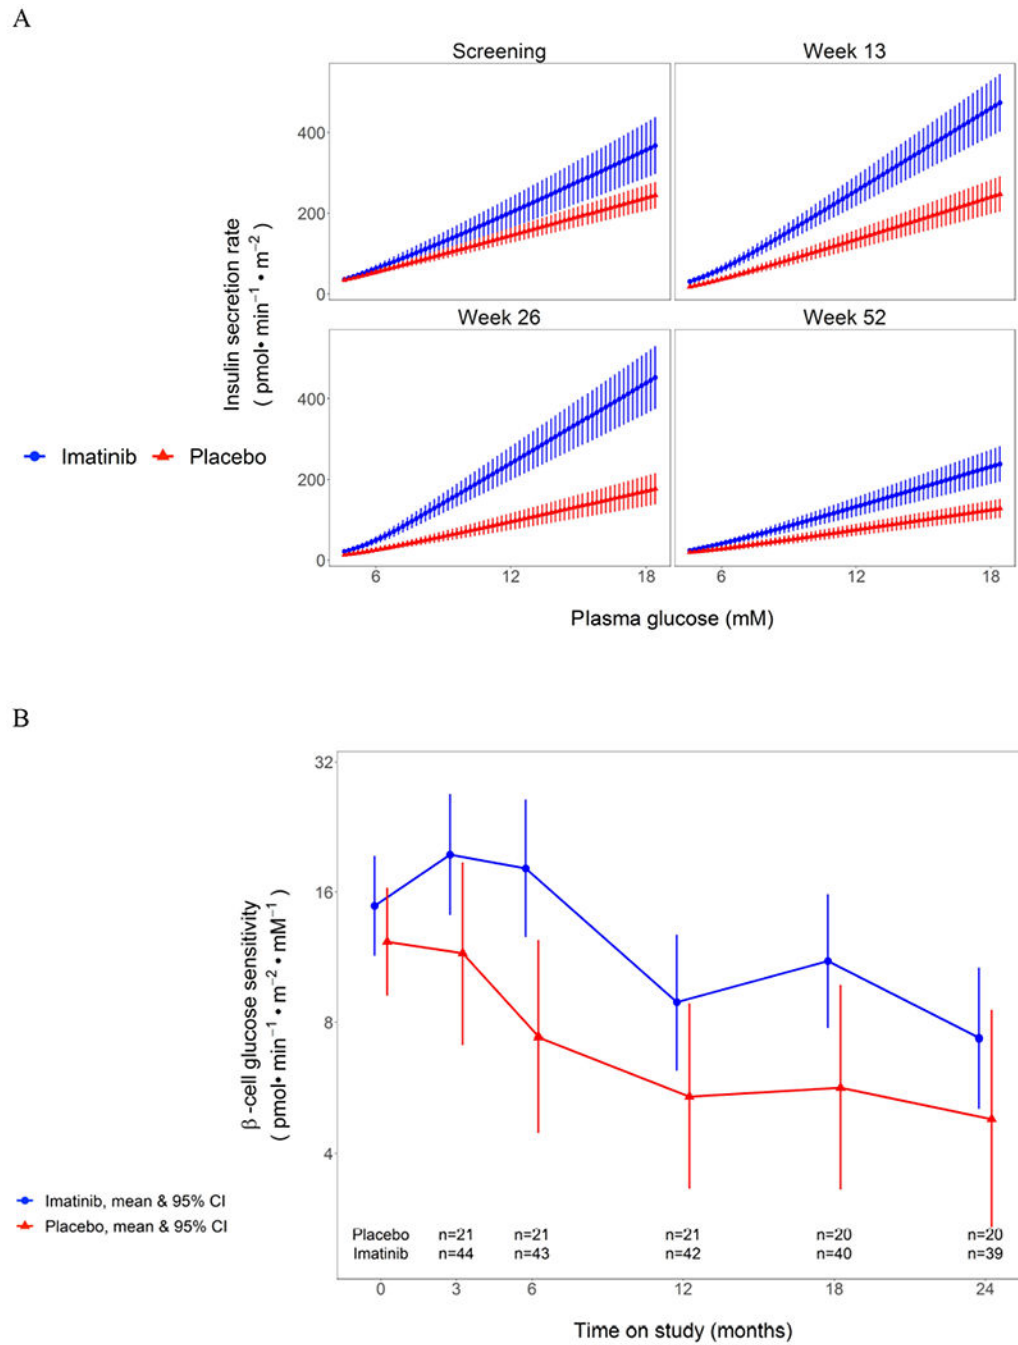 A
Screening
Week 13
400
200
0
Week 26
Week 52
400
200
0
Insulin secretion rate
( pmol• min⁻¹ • m⁻²)
Imatinib
Placebo
6
12
18
6
12
18
Plasma glucose (mM)
B
32
16
8
4
β -cell glucose sensitivity
( pmol• min⁻¹ • m⁻² • mM⁻¹)
Imatinib, mean & 95% CI
Placebo, mean & 95% CI
Placebo n=21 n=21 n=21 n=20 n=20
Imatinib n=44 n=43 n=42 n=40 n=39
0 3 6 12 18 24
Time on study (months)